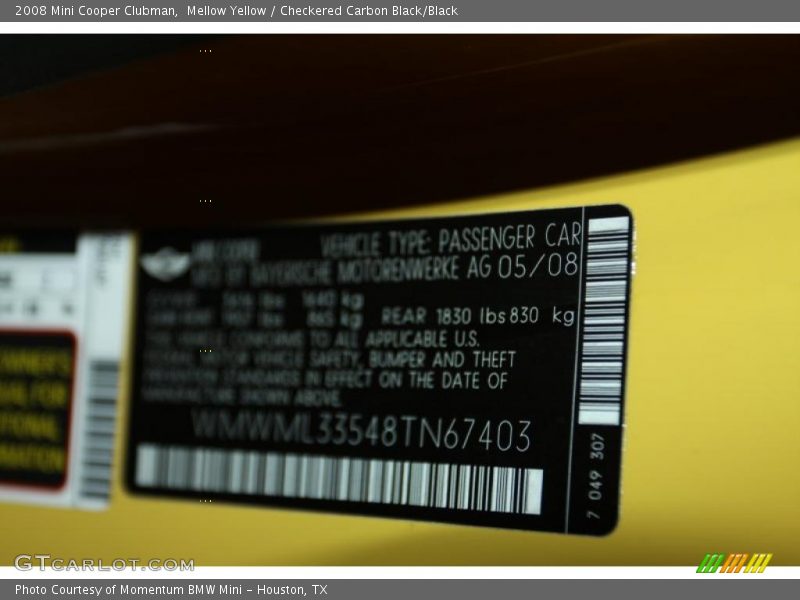 2008 Mini Cooper Clubman, Mellow Yellow / Checkered Carbon Black/Black
VEHICLE TYPE: PASSENGER CAR
MFD BY BAYERISCHE MOTORENWERKE AG 05/08
lbs 1640 kg
lbs 865 kg REAR 1830 lbs 830 kg
THIS VEHICLE CONFORMS TO ALL APPLICABLE U.S.
FEDERAL MOTOR VEHICLE SAFETY, BUMPER AND THEFT
PREVENTION STANDARDS IN EFFECT ON THE DATE OF
MANUFACTURE SHOWN ABOVE.
WMWML33548TN67403
7 049 307
GTCARLOT.COM
Photo Courtesy of Momentum BMW Mini - Houston, TX